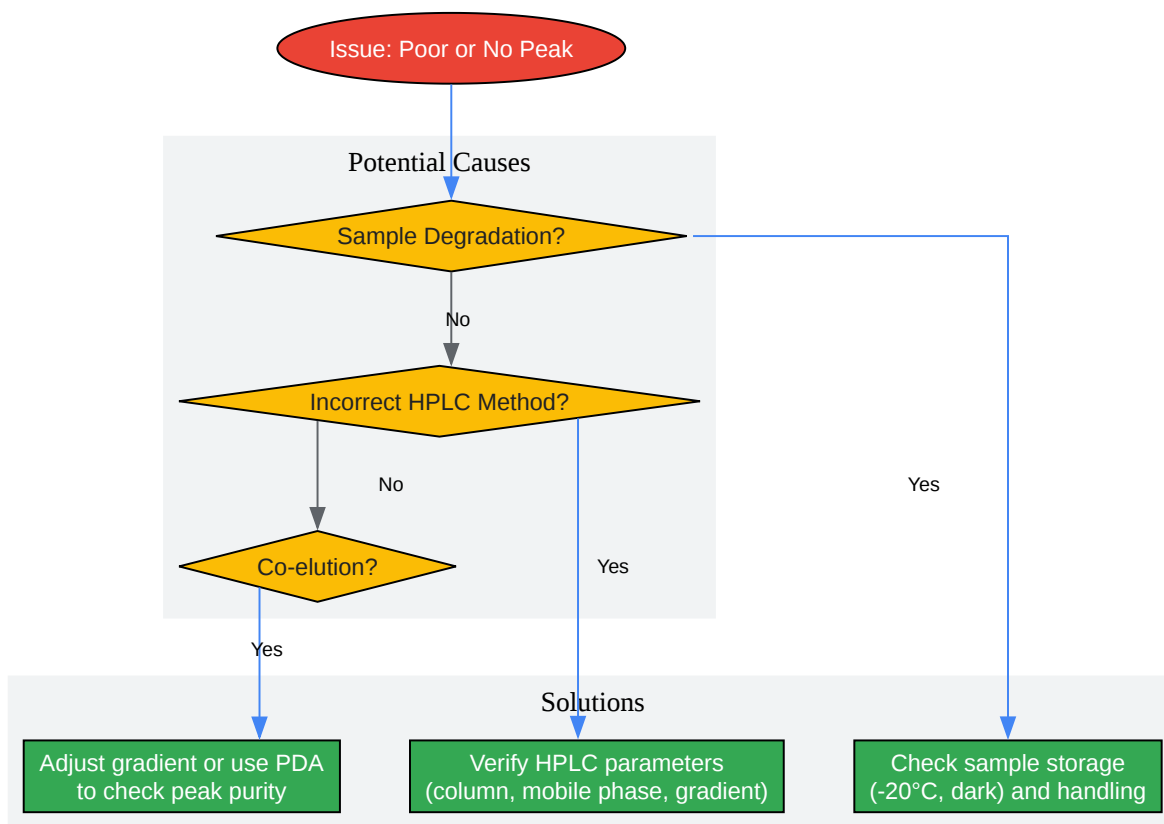 Issue: Poor or No Peak
Potential Causes
Sample Degradation?
No
Incorrect HPLC Method?
No
Yes
Co-elution?
Yes
Yes
Solutions
Adjust gradient or use PDA
to check peak purity
Verify HPLC parameters
(column, mobile phase, gradient)
Check sample storage
(-20°C, dark) and handling